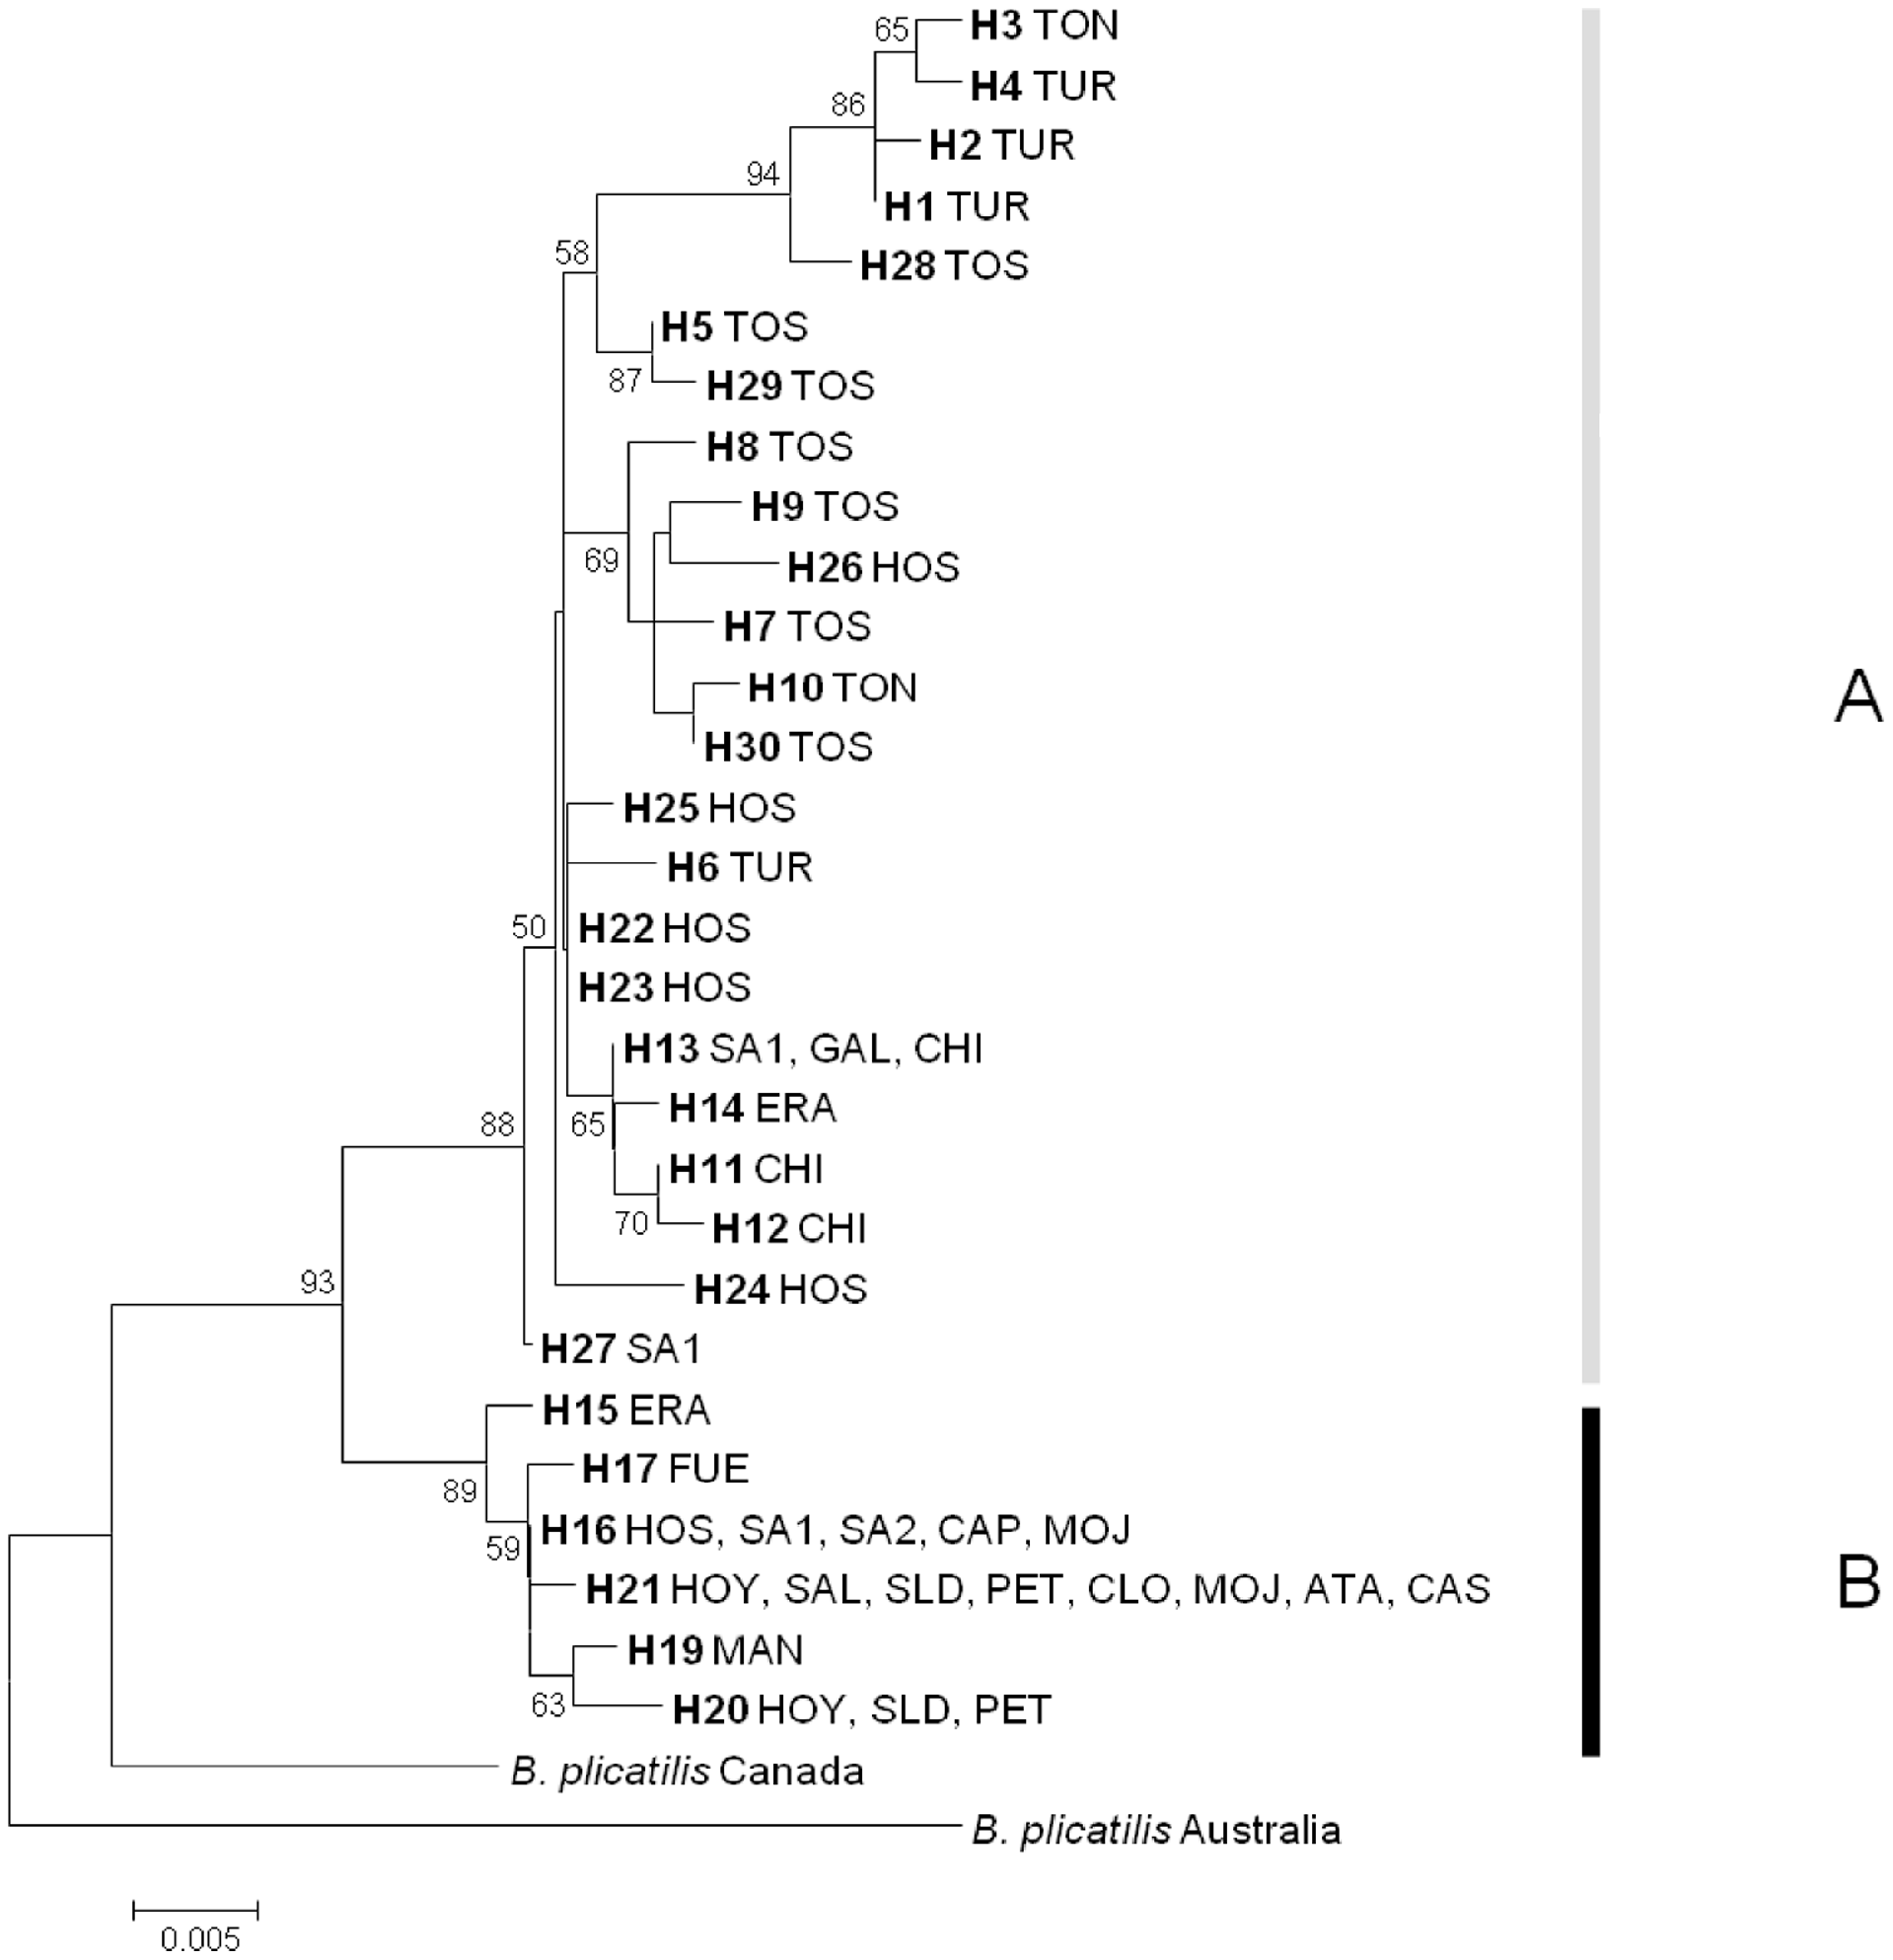 65
H3 TON
H4 TUR
86
H2 TUR
94
H1 TUR
58
H28 TOS
H5 TOS
87
H29 TOS
H8 TOS
H9 TOS
69
H26 HOS
H7 TOS
A
H10 TON
H30 TOS
H25 HOS
H6 TUR
50
H22 HOS
H23 HOS
H13 SA1, GAL, CHI
88
65
H14 ERA
H11 CHI
70
H12 CHI
93
H24 HOS
H27 SA1
H15 ERA
89
H17 FUE
59
H16 HOS, SA1, SA2, CAP, MOJ
B
H21 HOY, SAL, SLD, PET, CLO, MOJ, ATA, CAS
H19 MAN
63
H20 HOY, SLD, PET
B. plicatilis Canada
B. plicatilis Australia
0.005